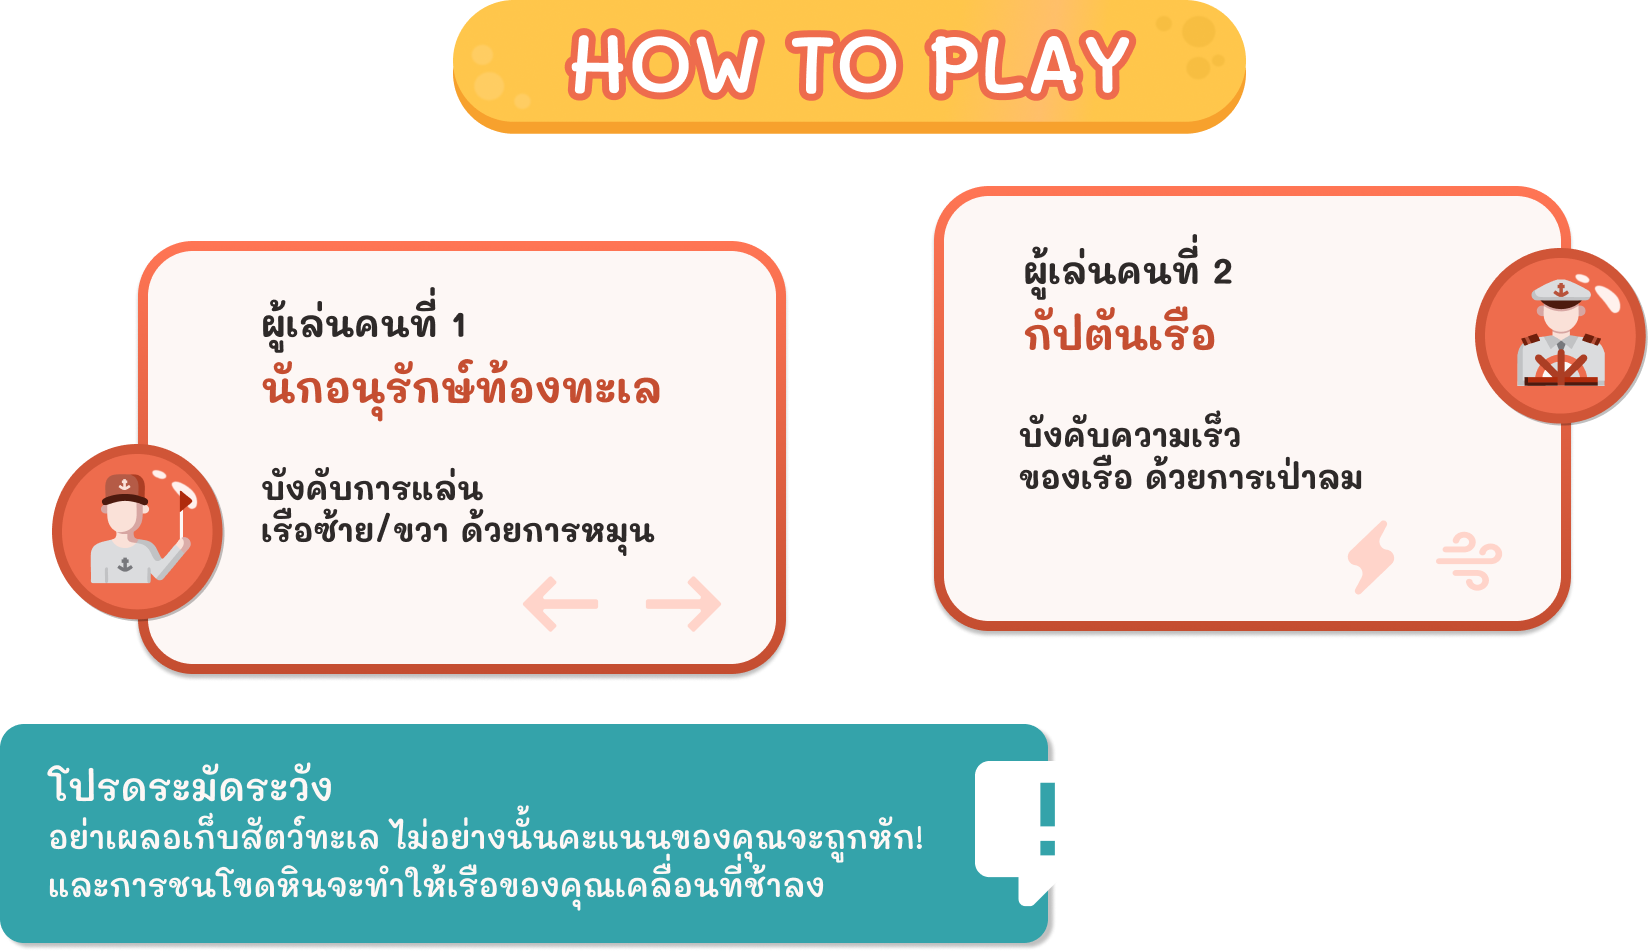 HOW TO PLAY
ผู้เล่นคนที่ 1
นักอนุรักษ์ท้องทะเล
บังคับการแล่น
เรือซ้าย/ขวา ด้วยการหมุน
ผู้เล่นคนที่ 2
กัปตันเรือ
บังคับความเร็ว
ของเรือ ด้วยการเป่าลม
โปรดระมัดระวัง
อย่าเผลอเก็บสัตว์ทะเล ไม่อย่างนั้นคะแนนของคุณจะถูกหัก!
และการชนโขดหินจะทำให้เรือของคุณเคลื่อนที่ช้าลง
!